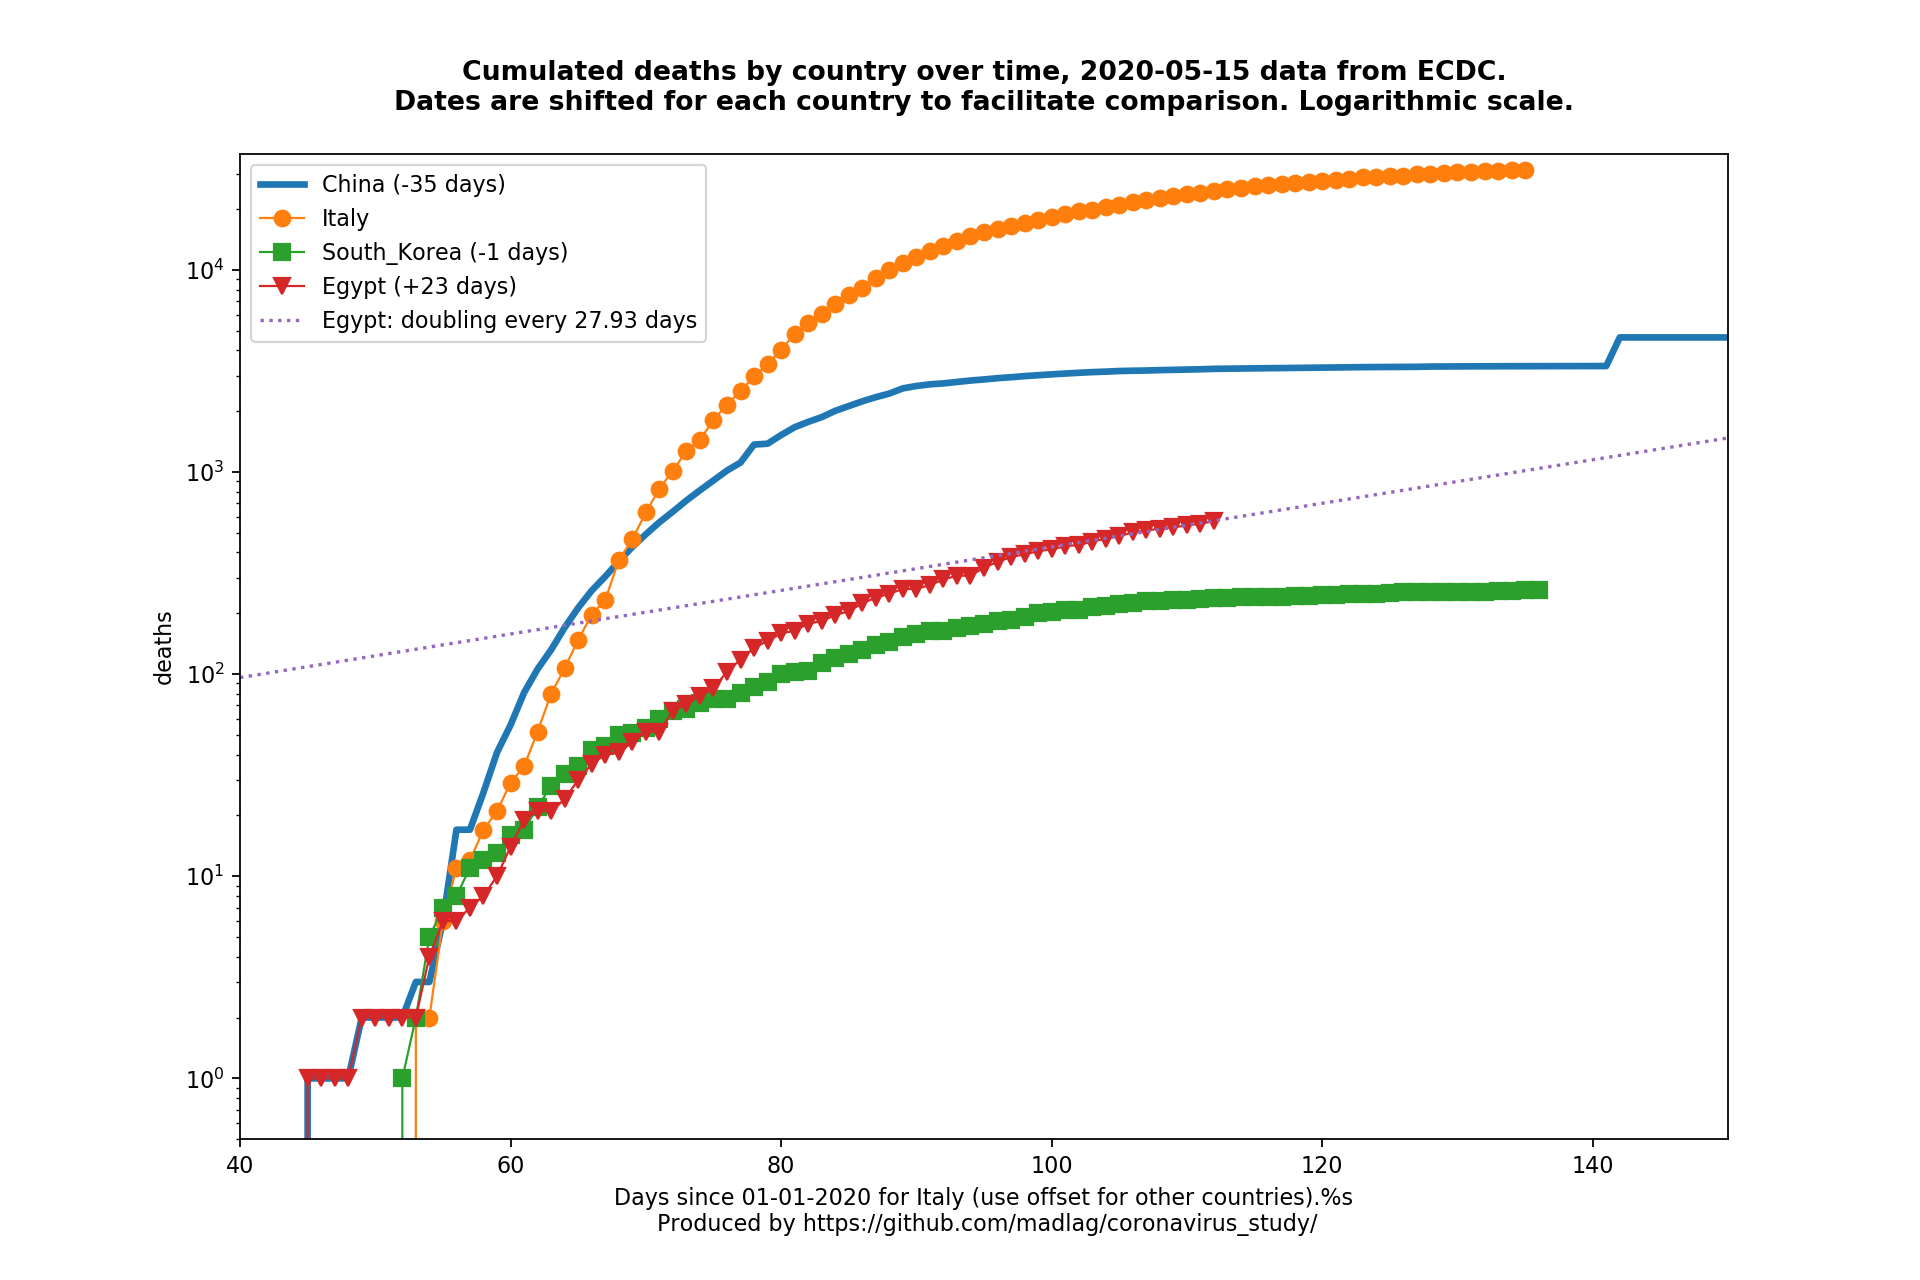 Cumulated deaths by country over time, 2020-05-15 data from ECDC.
Dates are shifted for each country to facilitate comparison. Logarithmic scale.
China (-35 days)
Italy
South_Korea (-1 days)
Egypt (+23 days)
Egypt: doubling every 27.93 days
deaths
10⁴
10³
10²
10¹
10⁰
40 60 80 100 120 140
Days since 01-01-2020 for Italy (use offset for other countries).%s
Produced by https://github.com/madlag/coronavirus_study/